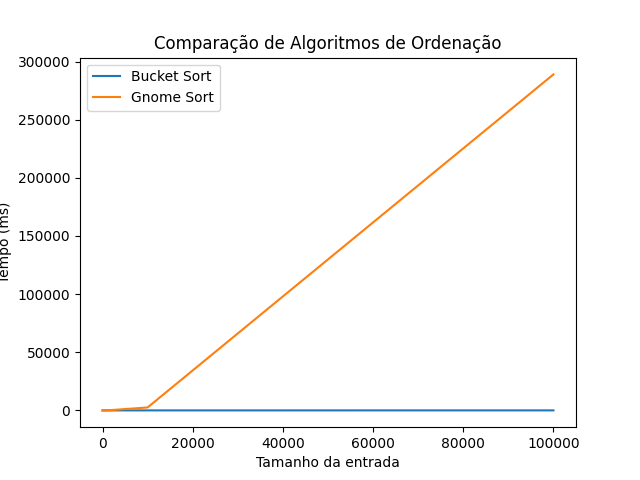 Comparação de Algoritmos de Ordenação
Bucket Sort
Gnome Sort
300000
250000
200000
150000
100000
50000
0
Tempo (ms)
0 20000 40000 60000 80000 100000
Tamanho da entrada